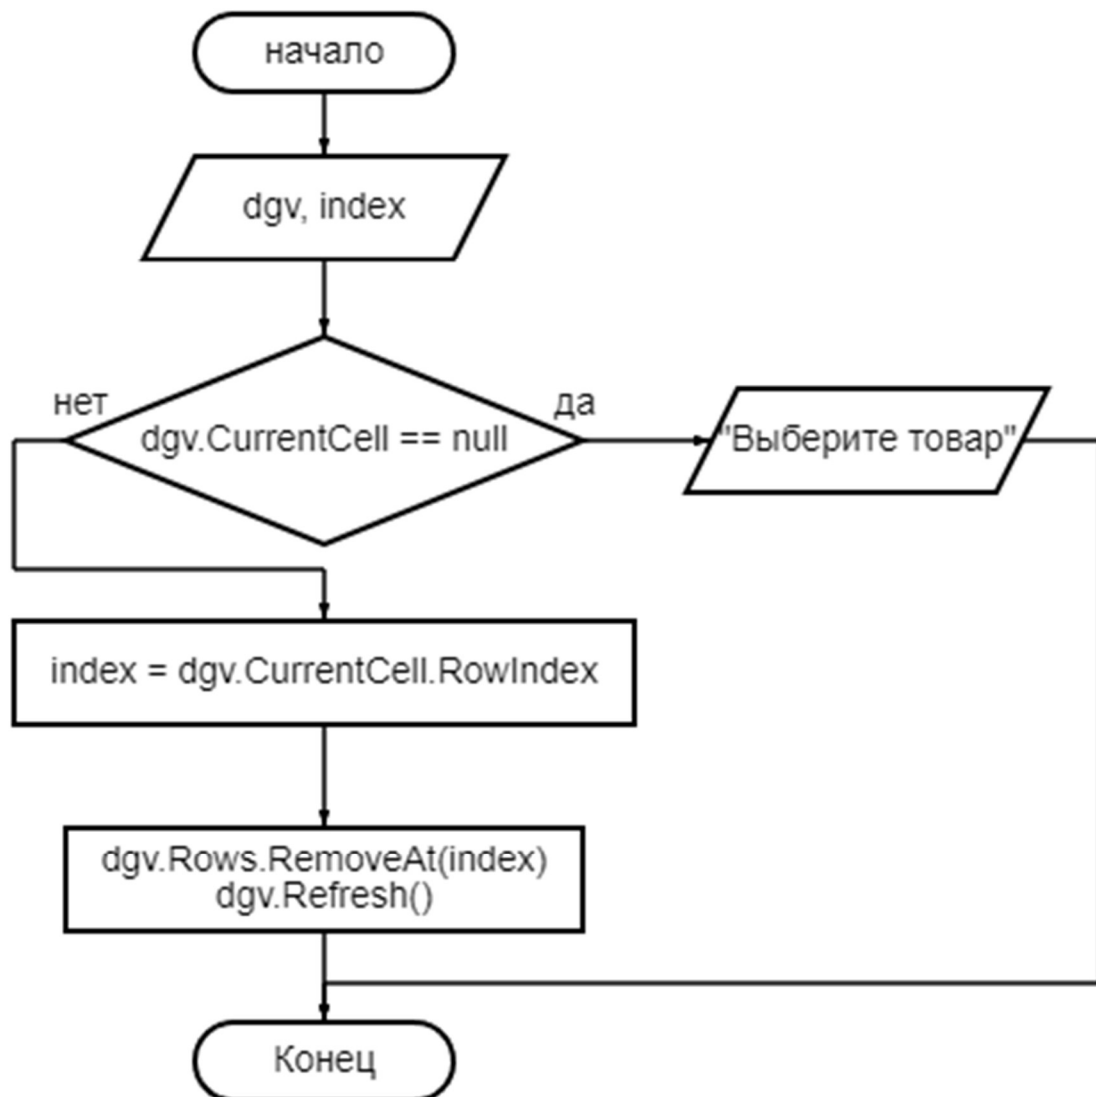 начало
dgv, index
нет
да
dgv.CurrentCell == null
"Выберите товар"
index = dgv.CurrentCell.RowIndex
dgv.Rows.RemoveAt(index)
dgv.Refresh()
Конец